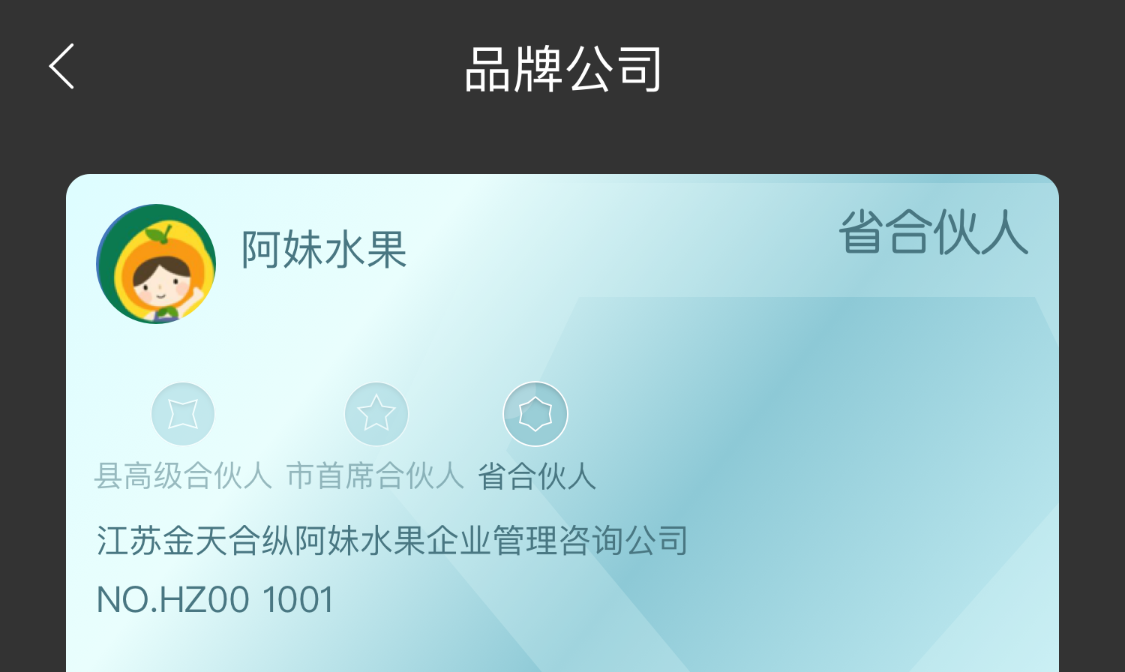 品牌公司
阿妹水果
省合伙人
县高级合伙人 市首席合伙人 省合伙人
江苏金天合纵阿妹水果企业管理咨询公司
NO.HZ00 1001